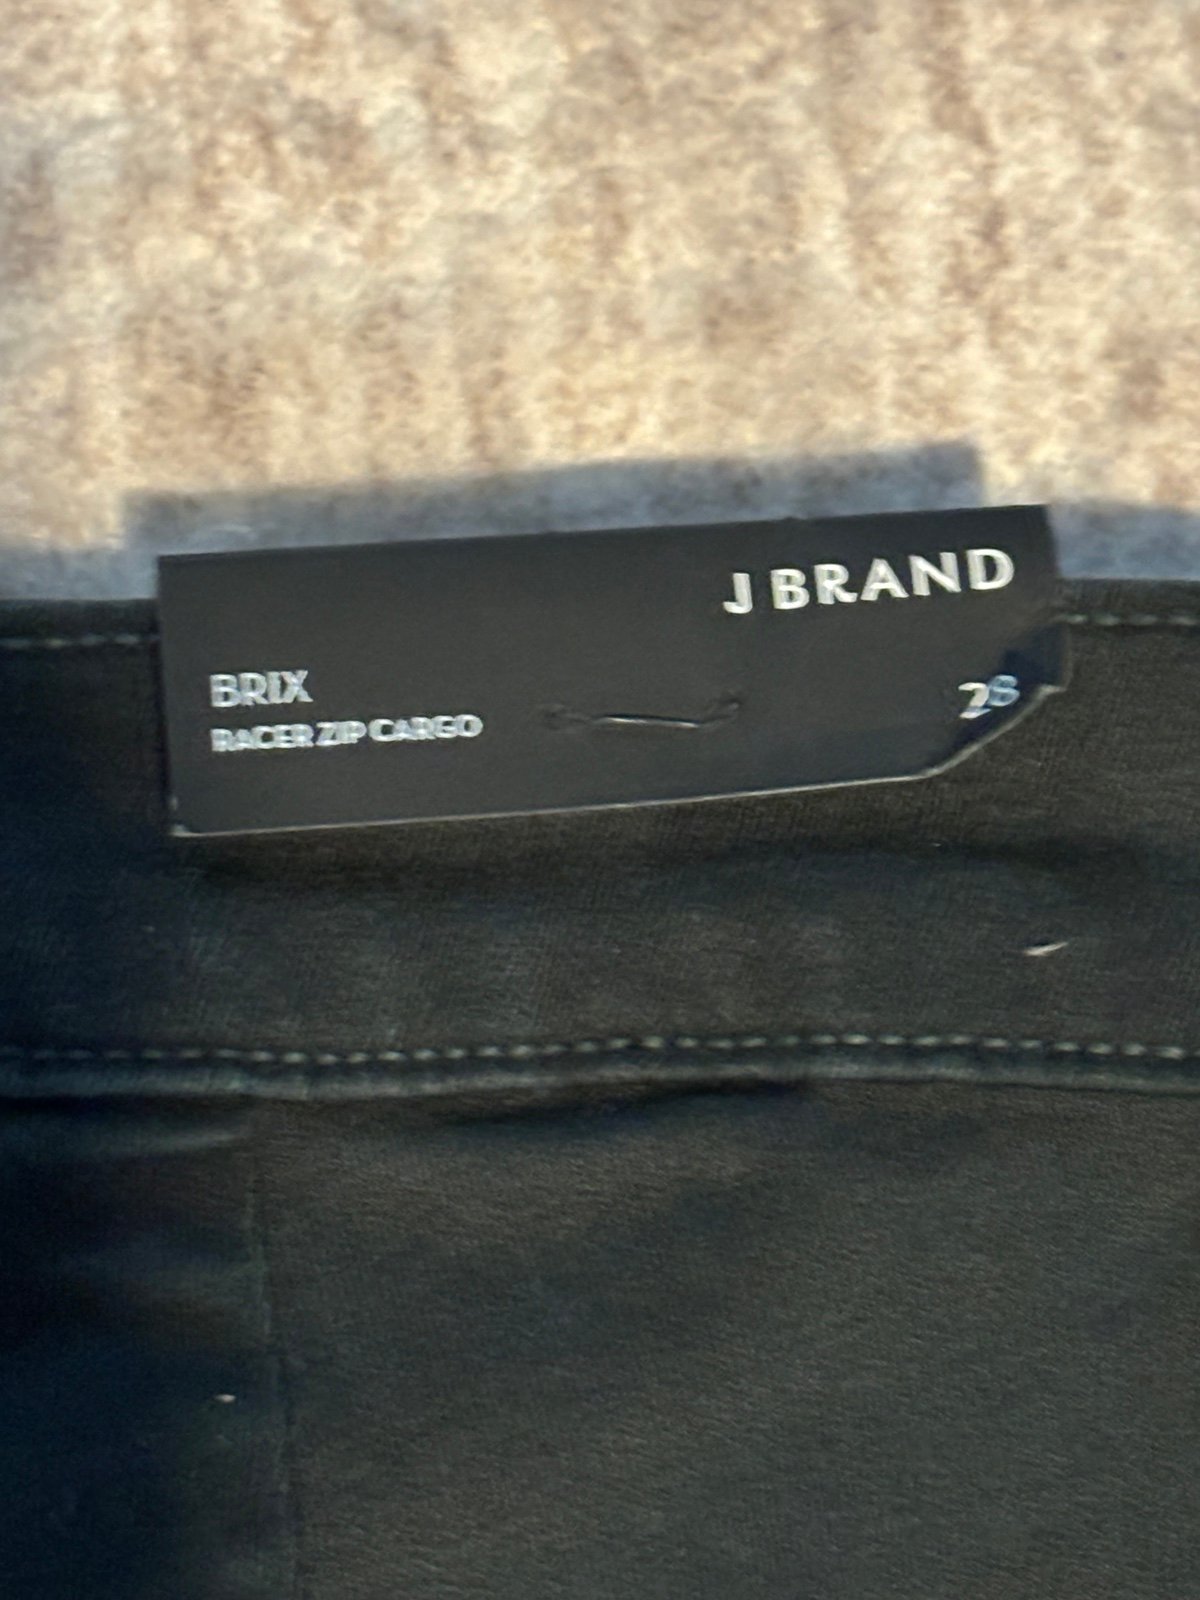 J BRAND
BRIX
28
RACER ZIP CARGO